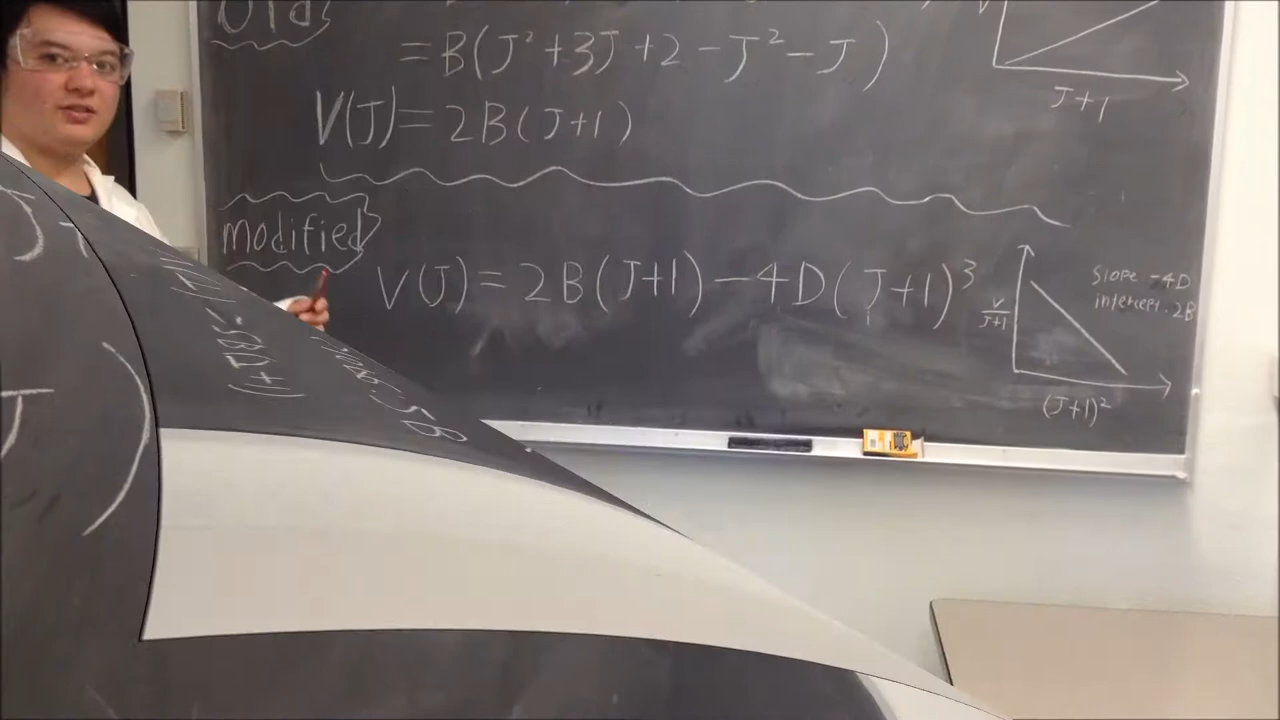 Old
= B(J² + 3J + 2 - J² - J)
V(J) = 2B(J+1)
J+1
modified
V(J) = 2B(J+1) - 4D(J+1)³
V
J+1
(J+1)²
Slope -4D
intercept. 2B
J
)